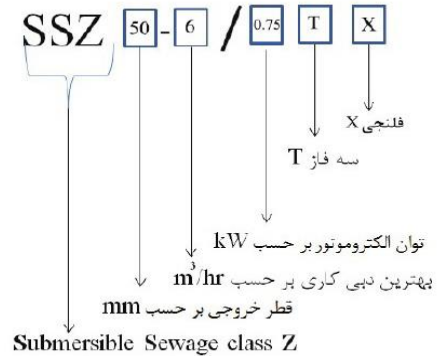 SSZ 50 - 6 / 0.75 T X
فلنجی X
سه فاز T
توان الکتروموتور بر حسب kW
بهترین دبی کاری بر حسب m³/hr
قطر خروجی بر حسب mm
Submersible Sewage class Z